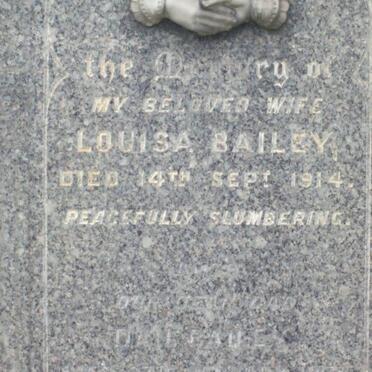 the Memory of
MY BELOVED WIFE
LOUISA BAILEY,
DIED 14TH SEPT. 1914.
PEACEFULLY SLUMBERING.